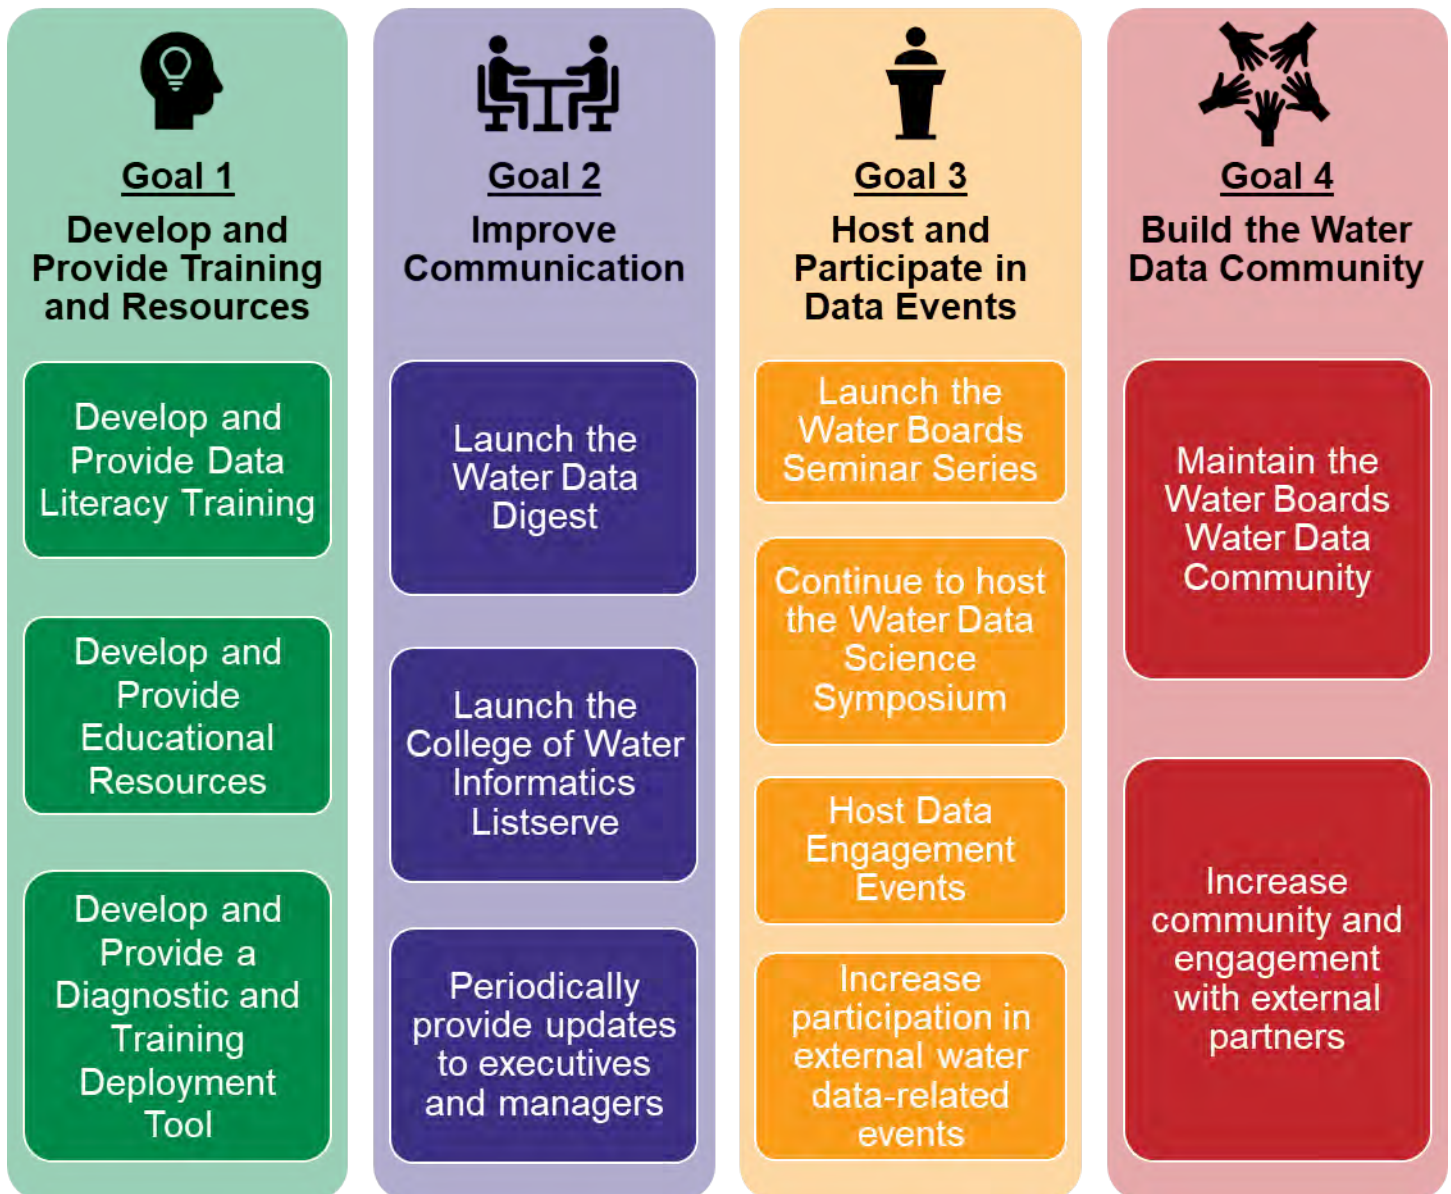 Goal 1
Develop and
Provide Training
and Resources
Develop and
Provide Data
Literacy Training
Develop and
Provide
Educational
Resources
Develop and
Provide a
Diagnostic and
Training
Deployment
Tool
Goal 2
Improve
Communication
Launch the
Water Data
Digest
Launch the
College of Water
Informatics
Listserve
Periodically
provide updates
to executives
and managers
Goal 3
Host and
Participate in
Data Events
Launch the
Water Boards
Seminar Series
Continue to host
the Water Data
Science
Symposium
Host Data
Engagement
Events
Increase
participation in
external water
data-related
events
Goal 4
Build the Water
Data Community
Maintain the
Water Boards
Water Data
Community
Increase
community and
engagement
with external
partners